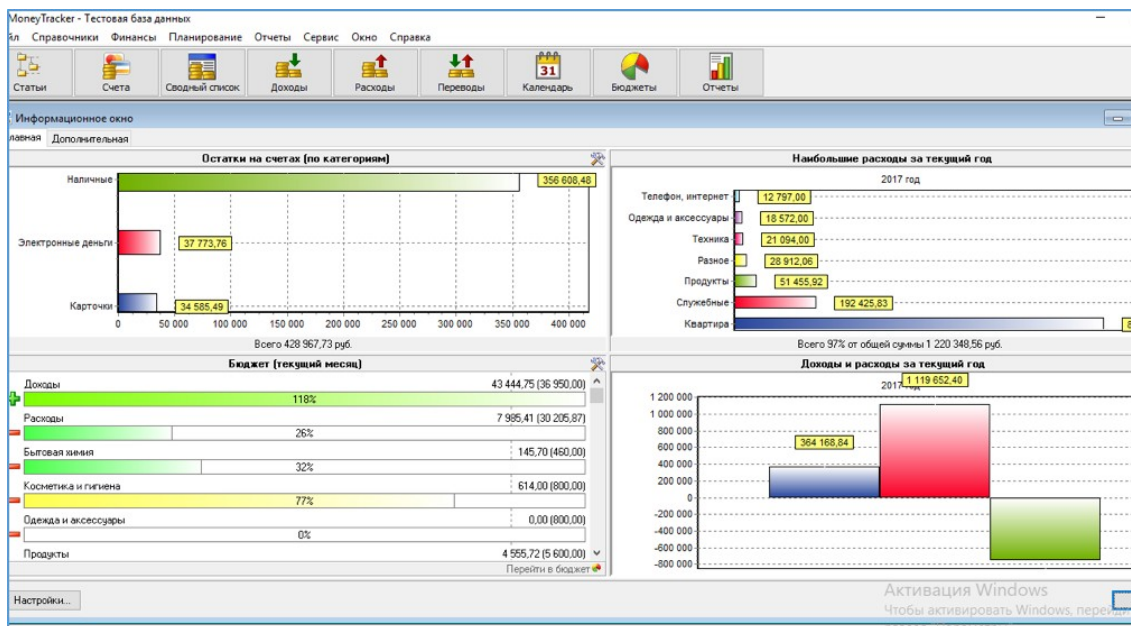 MoneyTracker - Тестовая база данных
Справочники Финансы Планирование Отчеты Сервис Окно Справка
31
Статьи Счета Сводный список Доходы Расходы Переводы Календарь Бюджеты Отчеты
Информационное окно
лавная Дополнительная
Остатки на счетах (по категориям)
Наличные 356 608,48
Электронные деньги 37 773,76
Карточки 34 585,49
0 50 000 100 000 150 000 200 000 250 000 300 000 350 000 400 000
Всего 428 967,73 руб.
Наибольшие расходы за текущий год
2017 год
Телефон, интернет 12 797,00
Одежда и аксессуары 18 572,00
Техника 21 094,00
Разное 28 912,06
Продукты 51 455,92
Служебные 192 425,83
Квартира 8
Всего 97% от общей суммы 1 220 348,56 руб.
Бюджет (текущий месяц)
Доходы 43 444,75 (36 950,00)
118%
Расходы 7 985,41 (30 205,87)
26%
Бытовая химия 145,70 (460,00)
32%
Косметика и гигиена 614,00 (800,00)
77%
Одежда и аксессуары 0,00 (800,00)
0%
Продукты 4 555,72 (5 600,00)
Перейти в бюджет
Доходы и расходы за текущий год
2017 год
1 119 652,40
364 168,84
1 200 000
1 000 000
800 000
600 000
400 000
200 000
0
-200 000
-400 000
-600 000
-800 000
Настройки...
Активация Windows
Чтобы активировать Windows, перейди